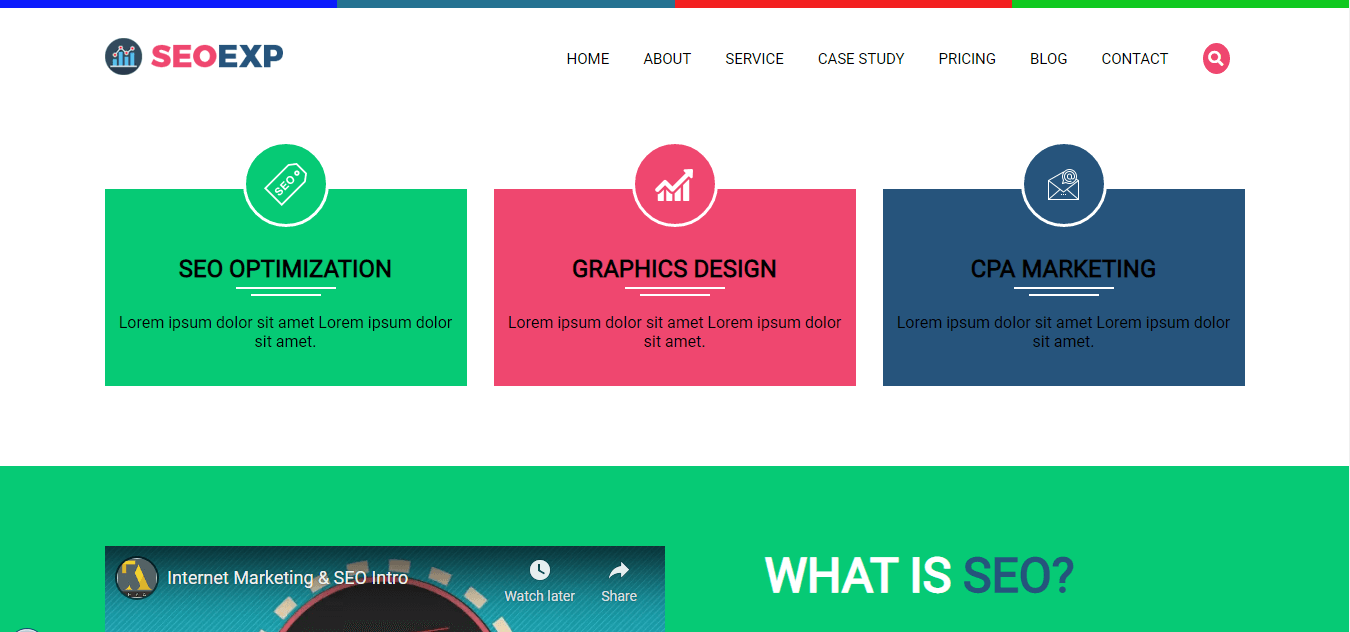 SEOEXP
HOME ABOUT SERVICE CASE STUDY PRICING BLOG CONTACT
SEO
SEO OPTIMIZATION
Lorem ipsum dolor sit amet Lorem ipsum dolor
sit amet.
GRAPHICS DESIGN
Lorem ipsum dolor sit amet Lorem ipsum dolor
sit amet.
@
CPA MARKETING
Lorem ipsum dolor sit amet Lorem ipsum dolor
sit amet.
Internet Marketing & SEO Intro
Watch later
Share
WHAT IS SEO?